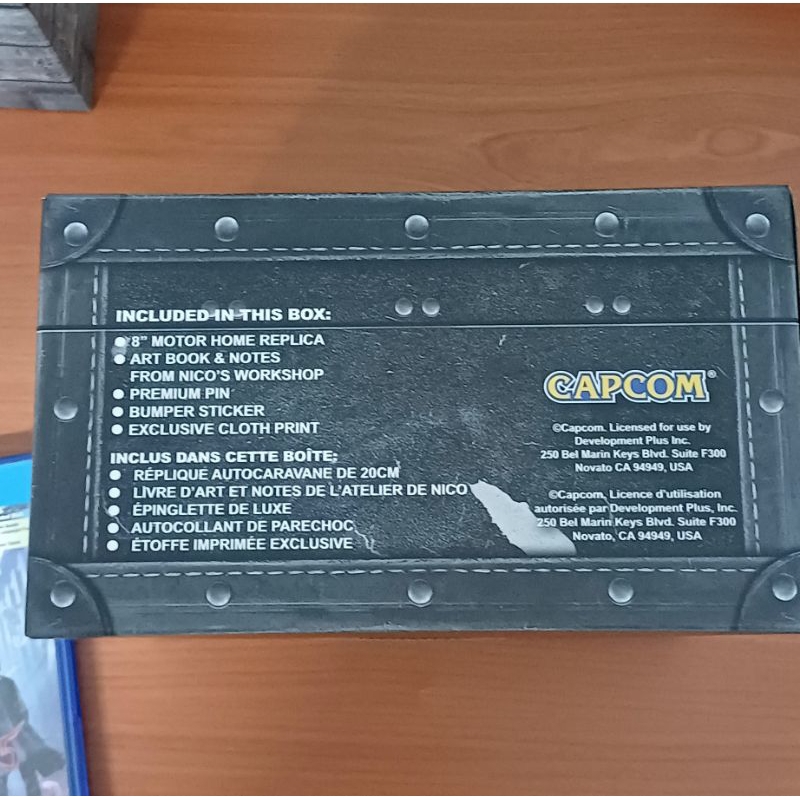 INCLUDED IN THIS BOX:
● 8" MOTOR HOME REPLICA
● ART BOOK & NOTES
FROM NICO'S WORKSHOP
● PREMIUM PIN
● BUMPER STICKER
● EXCLUSIVE CLOTH PRINT
INCLUS DANS CETTE BOÎTE:
● RÉPLIQUE AUTOCARAVANE DE 20CM
● LIVRE D'ART ET NOTES DE L'ATELIER DE NICO
● ÉPINGLETTE DE LUXE
● AUTOCOLLANT DE PARECHOC
● ÉTOFFE IMPRIMÉE EXCLUSIVE
CAPCOM®
©Capcom. Licensed for use by
Development Plus Inc.
250 Bel Marin Keys Blvd. Suite F300
Novato CA 94949, USA
©Capcom, Licence d'utilisation
autorisée par Development Plus, Inc.
250 Bel Marin Keys Blvd. Suite F300
Novato, CA 94949, USA